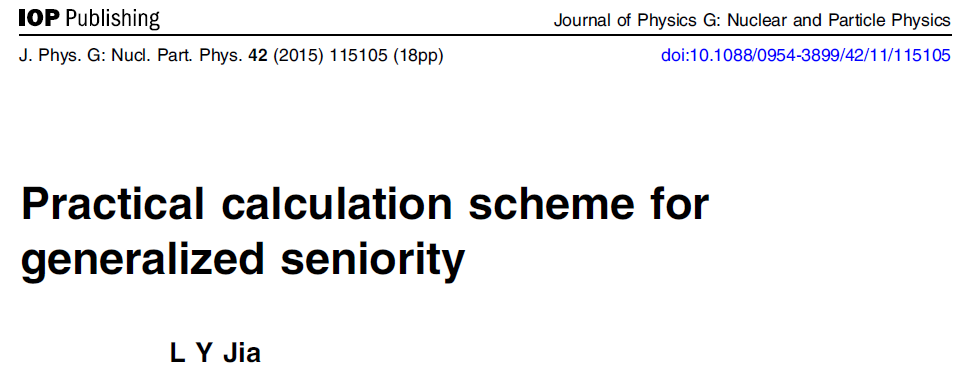 IOP Publishing
Journal of Physics G: Nuclear and Particle Physics
J. Phys. G: Nucl. Part. Phys. 42 (2015) 115105 (18pp)
doi:10.1088/0954-3899/42/11/115105
Practical calculation scheme for
generalized seniority
L Y Jia